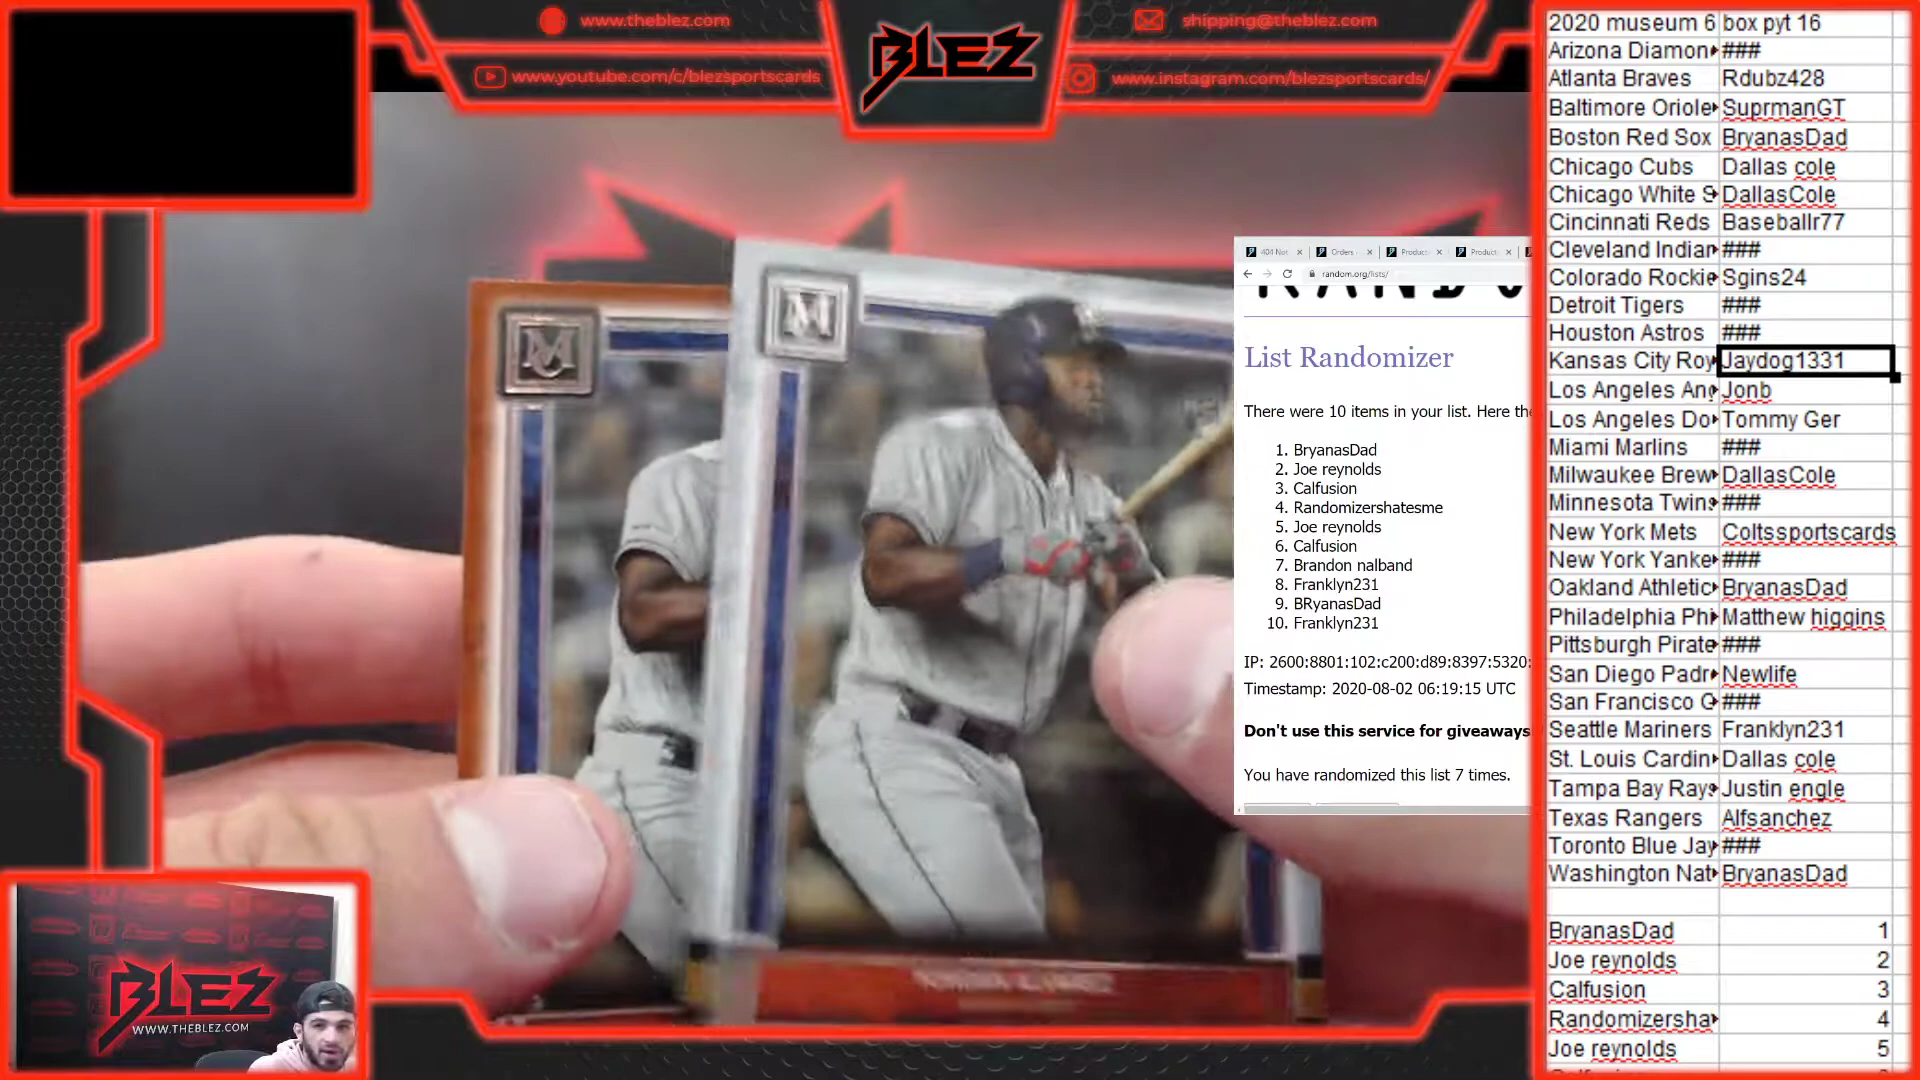 www.theblez.com
shipping@theblez.com
BLEZ
www.youtube.com/c/blezsportscards
www.instagram.com/blezsportscards/
M
M
404 Not
Orders
Product
Product
random.org/lists/
List Randomizer
There were 10 items in your list. Here the
1. BryanasDad
2. Joe reynolds
3. Calfusion
4. Randomizershatesme
5. Joe reynolds
6. Calfusion
7. Brandon nalband
8. Franklyn231
9. BRyanasDad
10. Franklyn231
IP: 2600:8801:102:c200:d89:8397:5320:
Timestamp: 2020-08-02 06:19:15 UTC
Don't use this service for giveaways
You have randomized this list 7 times.
2020 museum 6 box pyt 16
Arizona Diamon ###
Atlanta Braves Rdubz428
Baltimore Oriole SuprmanGT
Boston Red Sox BryanasDad
Chicago Cubs Dallas cole
Chicago White S DallasCole
Cincinnati Reds Baseballr77
Cleveland Indian ###
Colorado Rockie Sgins24
Detroit Tigers ###
Houston Astros ###
Kansas City Roy Jaydog1331
Los Angeles An Jonb
Los Angeles Do Tommy Ger
Miami Marlins ###
Milwaukee Brew DallasCole
Minnesota Twins ###
New York Mets Coltssportscards
New York Yanke ###
Oakland Athletic BryanasDad
Philadelphia Phi Matthew higgins
Pittsburgh Pirate ###
San Diego Padr Newlife
San Francisco G ###
Seattle Mariners Franklyn231
St. Louis Cardin Dallas cole
Tampa Bay Rays Justin engle
Texas Rangers Alfsanchez
Toronto Blue Jay ###
Washington Nat BryanasDad
BryanasDad 1
Joe reynolds 2
Calfusion 3
Randomizersha 4
Joe reynolds 5
BLEZ
WWW.THEBLEZ.COM